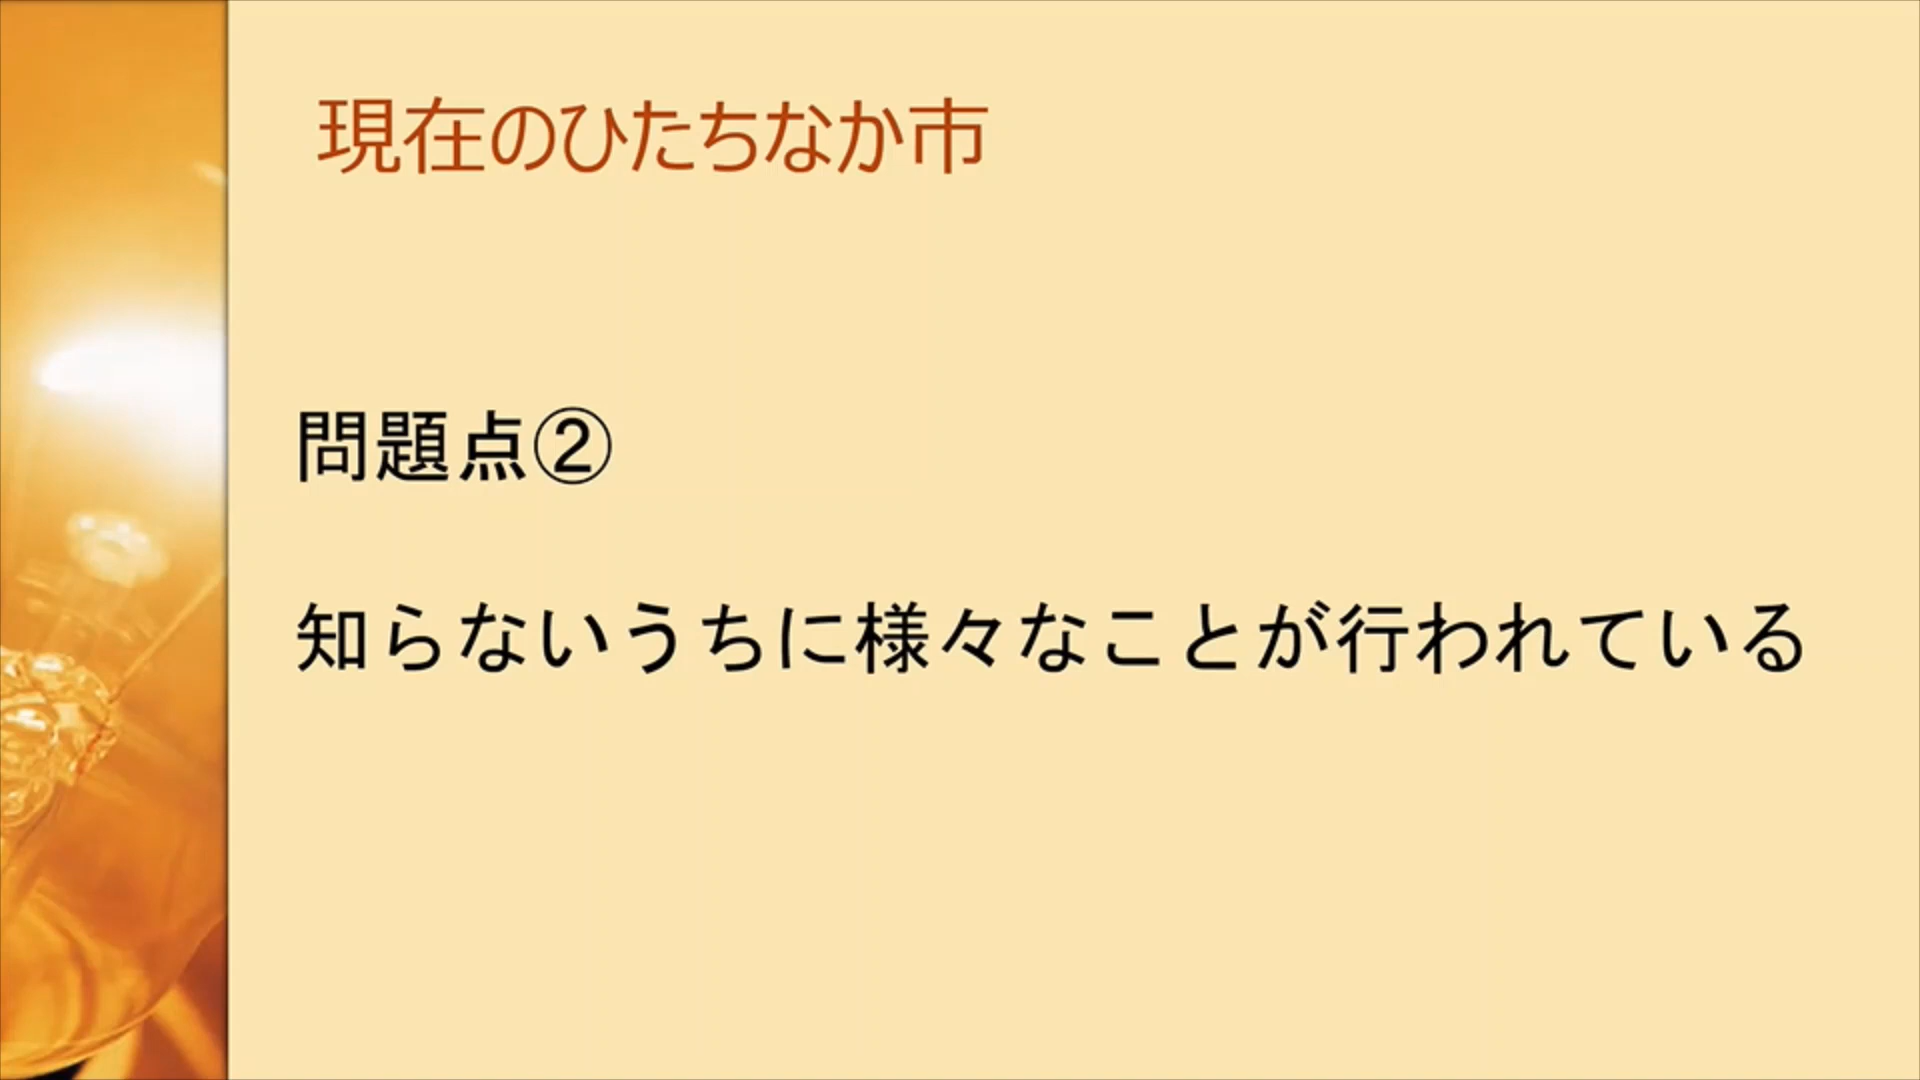 現在のひたちなか市
問題点②
知らないうちに様々なことが行われている